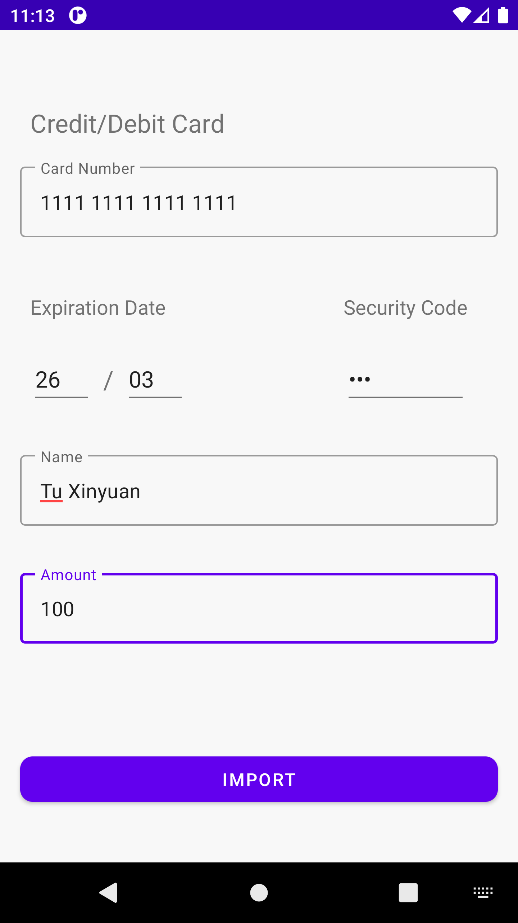 11:13
Credit/Debit Card
Card Number
1111 1111 1111 1111
Expiration Date Security Code
26 / 03 •••
Name
Tu Xinyuan
Amount
100
IMPORT